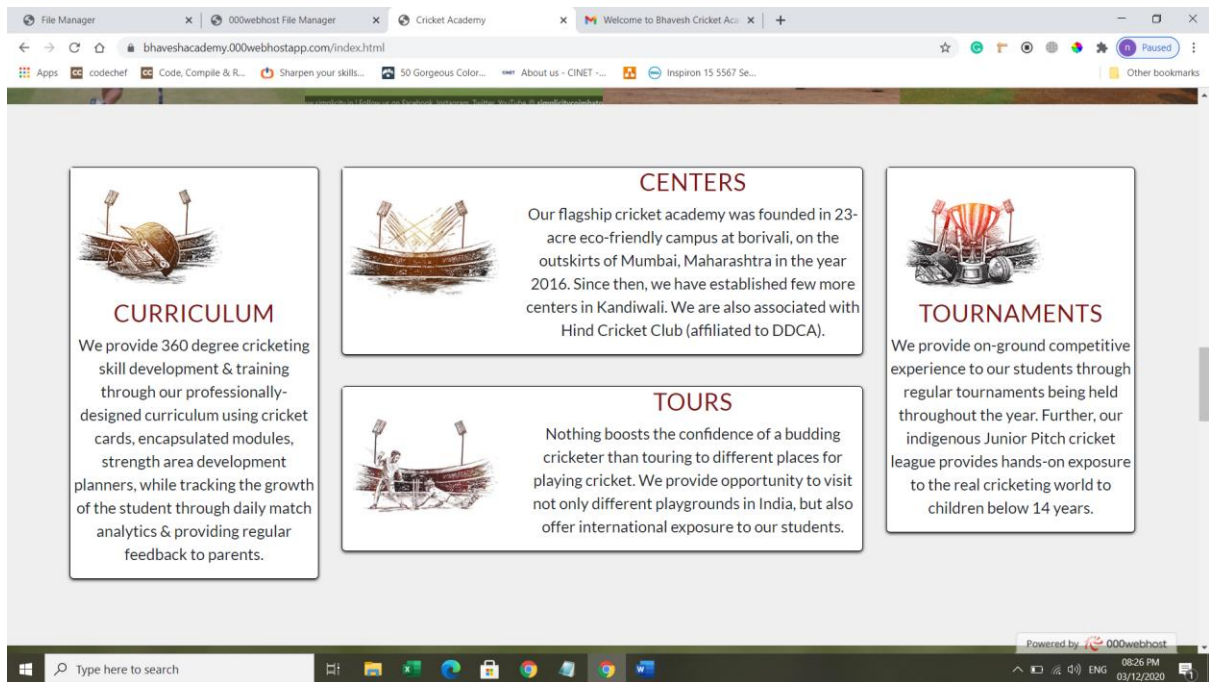 File Manager
000webhost File Manager
Cricket Academy
Welcome to Bhavesh Cricket Aca
bhaveshacademy.000webhostapp.com/index.html
Paused
Apps
codechef
Code, Compile & R...
Sharpen your skills...
50 Gorgeous Color...
About us - CINET -...
Inspiron 15 5567 Se...
Other bookmarks
CURRICULUM
We provide 360 degree cricketing
skill development & training
through our professionally-
designed curriculum using cricket
cards, encapsulated modules,
strength area development
planners, while tracking the growth
of the student through daily match
analytics & providing regular
feedback to parents.
CENTERS
Our flagship cricket academy was founded in 23-
acre eco-friendly campus at borivali, on the
outskirts of Mumbai, Maharashtra in the year
2016. Since then, we have established few more
centers in Kandiwali. We are also associated with
Hind Cricket Club (affiliated to DDCA).
TOURS
Nothing boosts the confidence of a budding
cricketer than touring to different places for
playing cricket. We provide opportunity to visit
not only different playgrounds in India, but also
offer international exposure to our students.
TOURNAMENTS
We provide on-ground competitive
experience to our students through
regular tournaments being held
throughout the year. Further, our
indigenous Junior Pitch cricket
league provides hands-on exposure
to the real cricketing world to
children below 14 years.
Powered by 000webhost
Type here to search
ENG
08:26 PM
03/12/2020